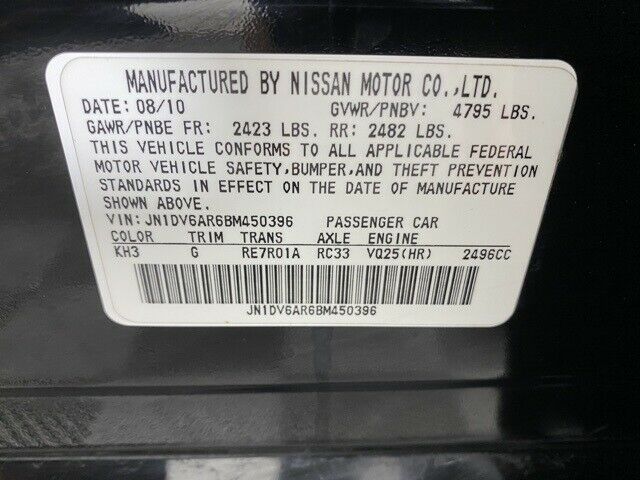 MANUFACTURED BY NISSAN MOTOR CO.,LTD.
DATE: 08/10 GVWR/PNBV: 4795 LBS.
GAWR/PNBE FR: 2423 LBS. RR: 2482 LBS.
THIS VEHICLE CONFORMS TO ALL APPLICABLE FEDERAL
MOTOR VEHICLE SAFETY,BUMPER,AND THEFT PREVENTION
STANDARDS IN EFFECT ON THE DATE OF MANUFACTURE
SHOWN ABOVE.
VIN:JN1DV6AR6BM450396 PASSENGER CAR
COLOR TRIM TRANS AXLE ENGINE
KH3 G RE7R01A RC33 VQ25(HR) 2496CC
JN1DV6AR6BM450396